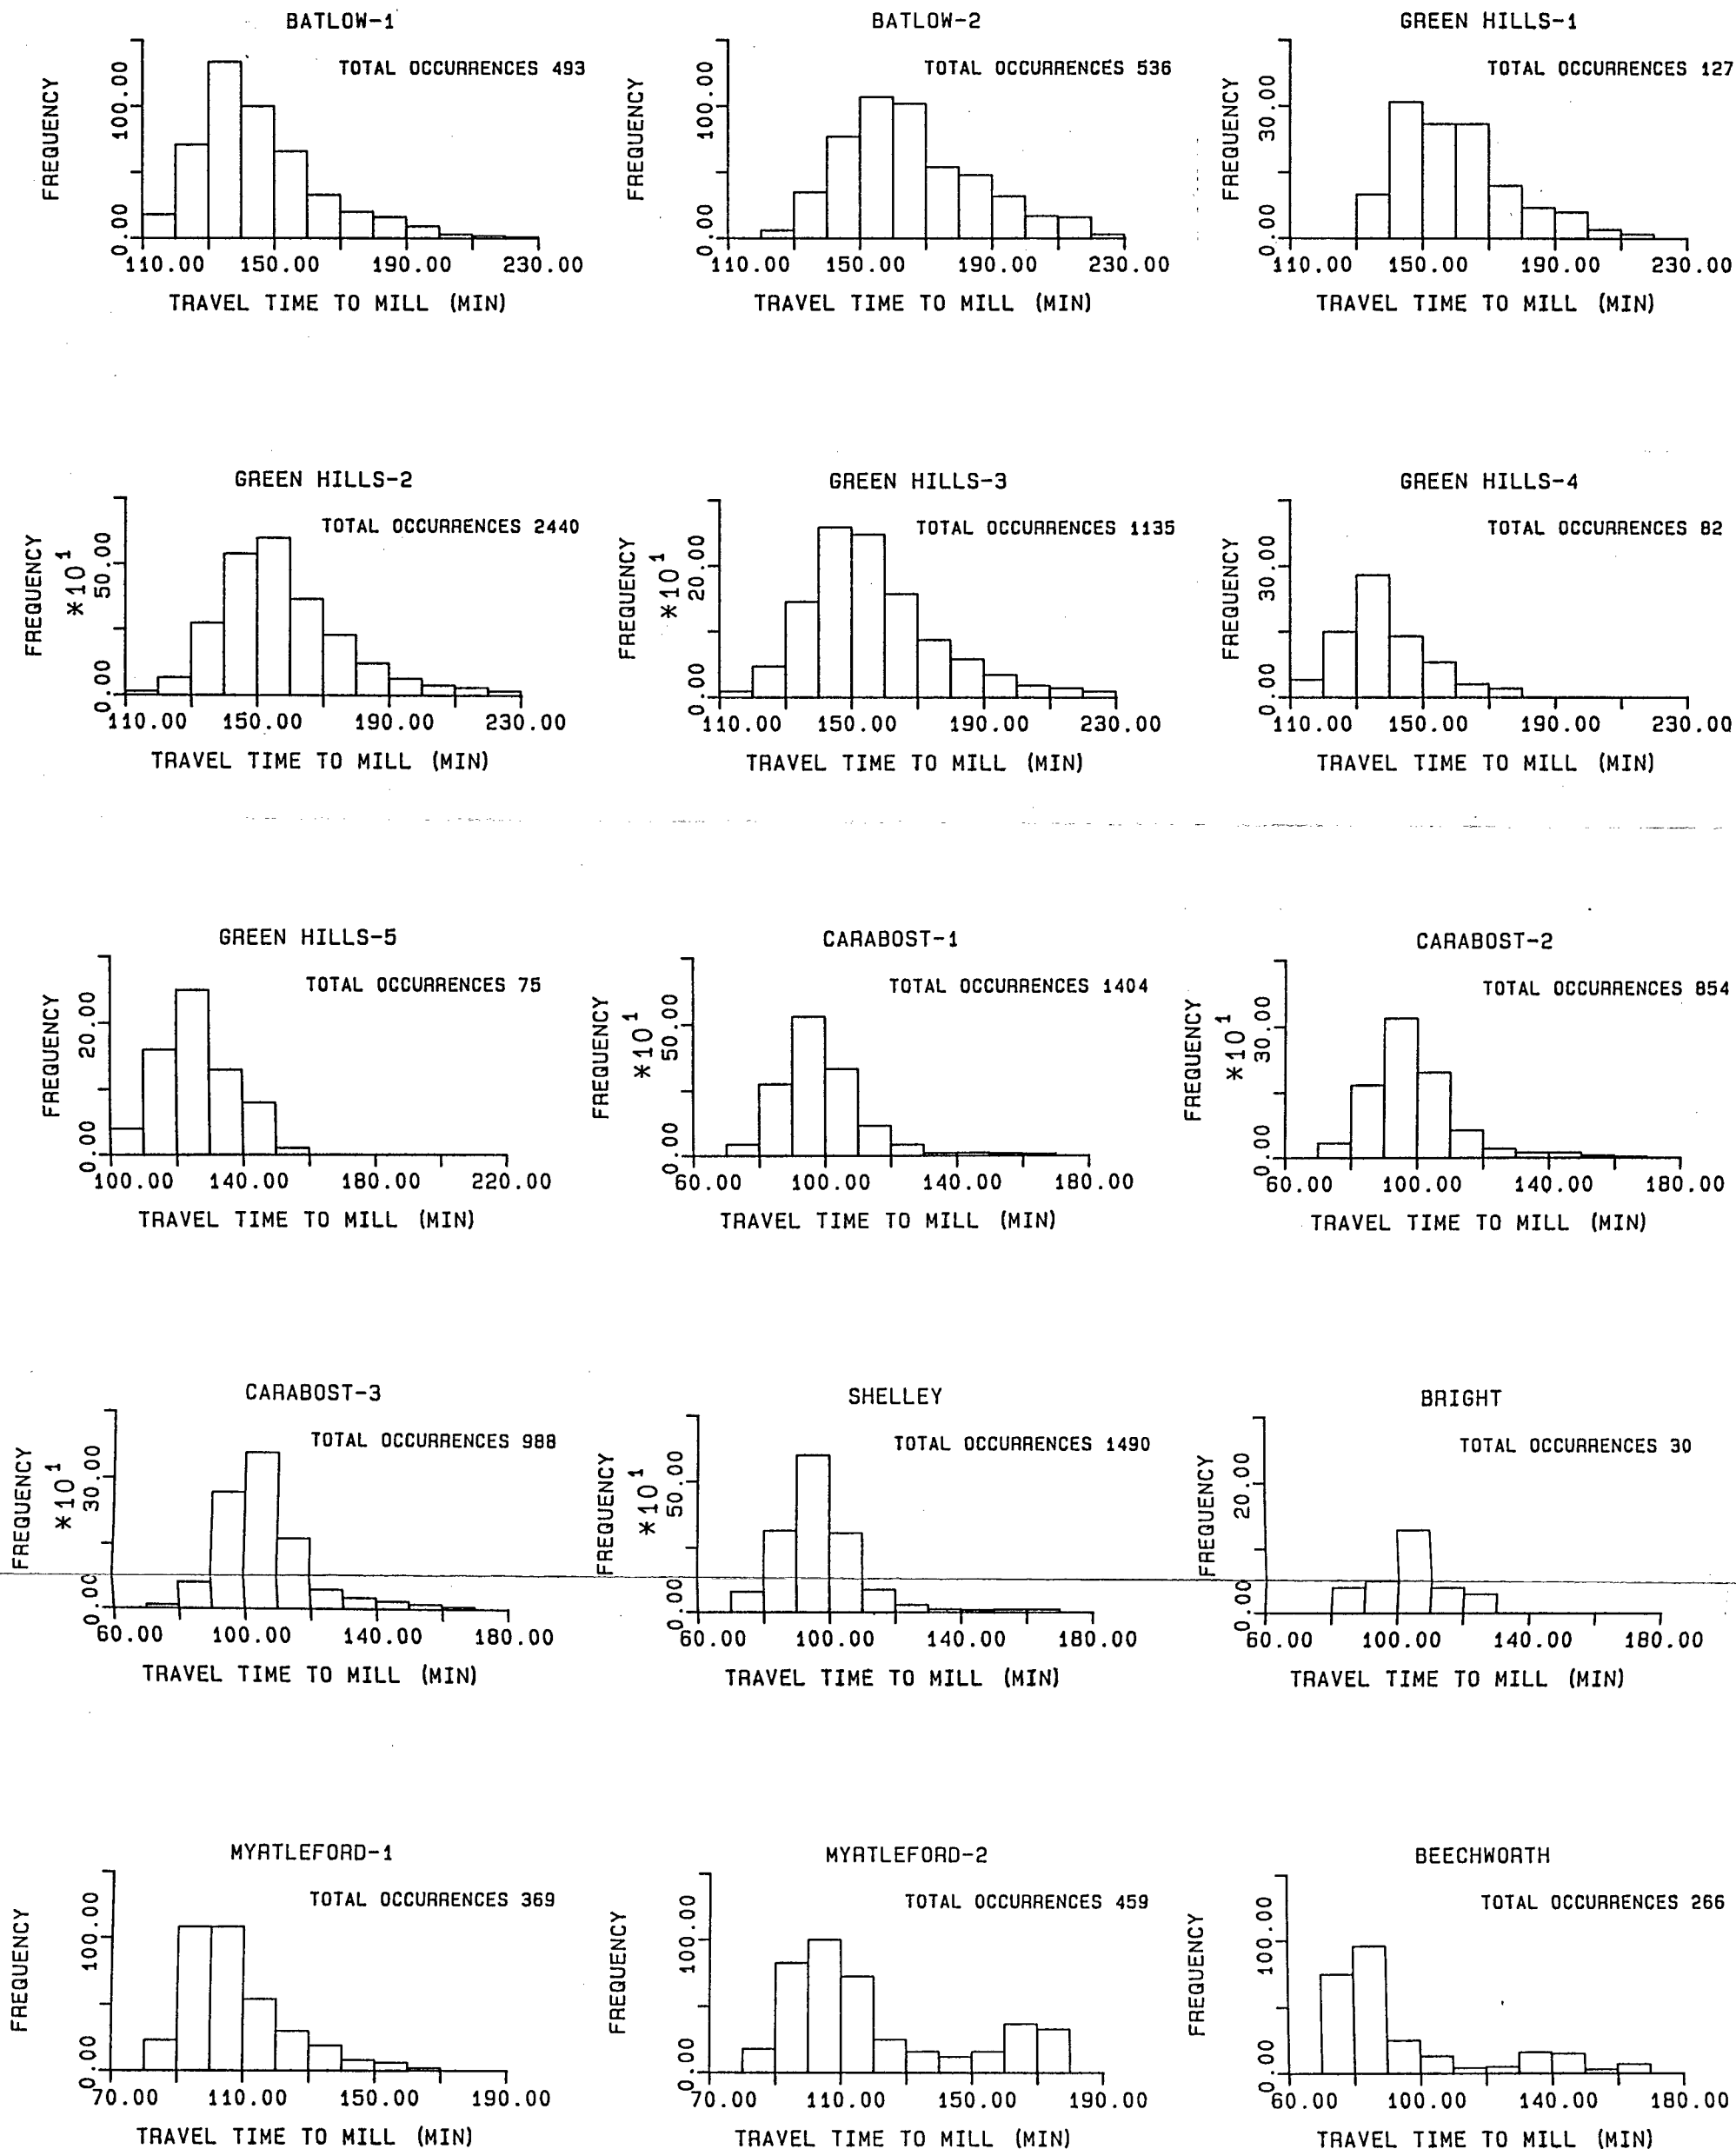 BATLOW-1
TOTAL OCCURRENCES 493
FREQUENCY
100.00
0.00
110.00 150.00 190.00 230.00
TRAVEL TIME TO MILL (MIN)
BATLOW-2
TOTAL OCCURRENCES 536
FREQUENCY
100.00
0.00
110.00 150.00 190.00 230.00
TRAVEL TIME TO MILL (MIN)
GREEN HILLS-1
TOTAL OCCURRENCES 127
FREQUENCY
30.00
0.00
110.00 150.00 190.00 230.00
TRAVEL TIME TO MILL (MIN)
GREEN HILLS-2
TOTAL OCCURRENCES 2440
FREQUENCY
*10 1
50.00
0.00
110.00 150.00 190.00 230.00
TRAVEL TIME TO MILL (MIN)
GREEN HILLS-3
TOTAL OCCURRENCES 1135
FREQUENCY
*10 1
20.00
0.00
110.00 150.00 190.00 230.00
TRAVEL TIME TO MILL (MIN)
GREEN HILLS-4
TOTAL OCCURRENCES 82
FREQUENCY
30.00
0.00
110.00 150.00 190.00 230.00
TRAVEL TIME TO MILL (MIN)
GREEN HILLS-5
TOTAL OCCURRENCES 75
FREQUENCY
20.00
0.00
100.00 140.00 180.00 220.00
TRAVEL TIME TO MILL (MIN)
CARABOST-1
TOTAL OCCURRENCES 1404
FREQUENCY
*10 1
50.00
0.00
60.00 100.00 140.00 180.00
TRAVEL TIME TO MILL (MIN)
CARABOST-2
TOTAL OCCURRENCES 854
FREQUENCY
*10 1
30.00
0.00
60.00 100.00 140.00 180.00
TRAVEL TIME TO MILL (MIN)
CARABOST-3
TOTAL OCCURRENCES 988
FREQUENCY
*10 1
30.00
0.00
60.00 100.00 140.00 180.00
TRAVEL TIME TO MILL (MIN)
SHELLEY
TOTAL OCCURRENCES 1490
FREQUENCY
*10 1
50.00
0.00
60.00 100.00 140.00 180.00
TRAVEL TIME TO MILL (MIN)
BRIGHT
TOTAL OCCURRENCES 30
FREQUENCY
20.00
0.00
60.00 100.00 140.00 180.00
TRAVEL TIME TO MILL (MIN)
MYRTLEFORD-1
TOTAL OCCURRENCES 369
FREQUENCY
100.00
0.00
70.00 110.00 150.00 190.00
TRAVEL TIME TO MILL (MIN)
MYRTLEFORD-2
TOTAL OCCURRENCES 459
FREQUENCY
100.00
0.00
70.00 110.00 150.00 190.00
TRAVEL TIME TO MILL (MIN)
BEECHWORTH
TOTAL OCCURRENCES 266
FREQUENCY
100.00
0.00
60.00 100.00 140.00 180.00
TRAVEL TIME TO MILL (MIN)